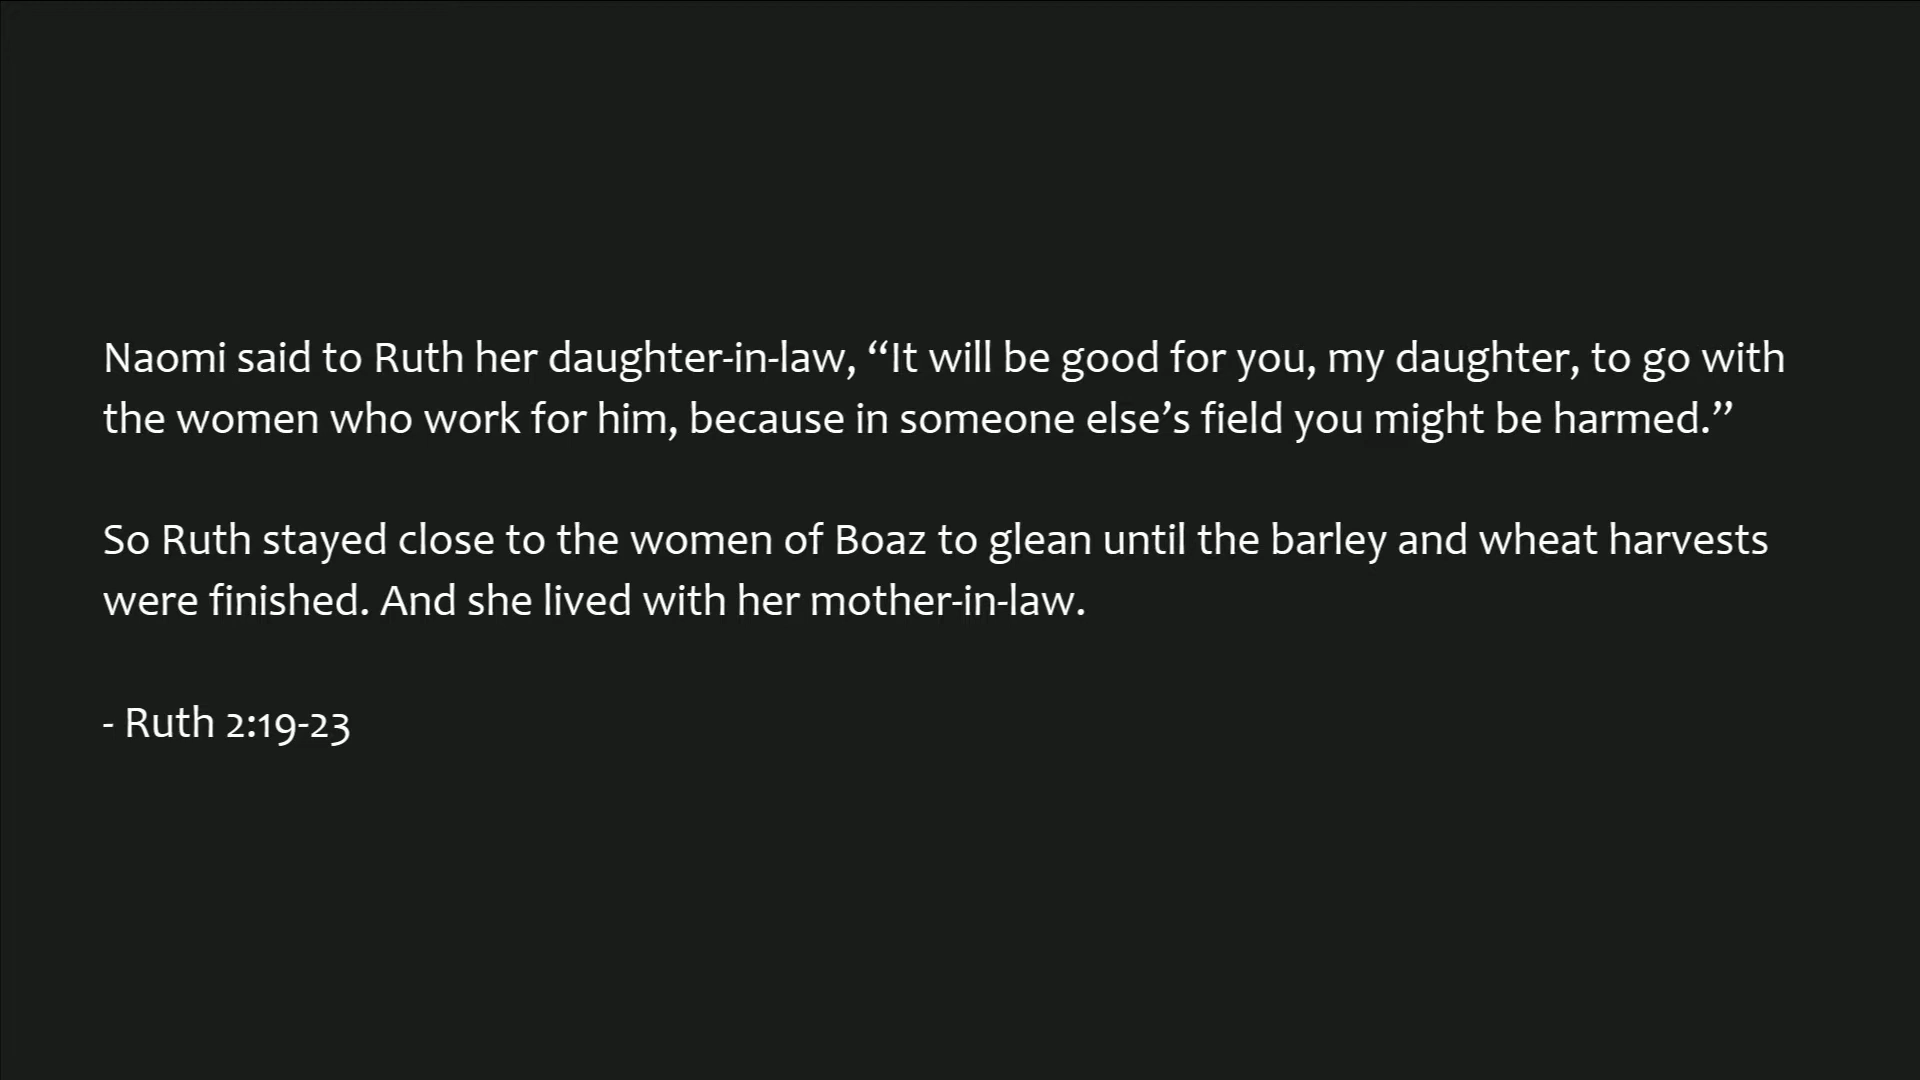 Naomi said to Ruth her daughter-in-law, “It will be good for you, my daughter, to go with
the women who work for him, because in someone else’s field you might be harmed.”
So Ruth stayed close to the women of Boaz to glean until the barley and wheat harvests
were finished. And she lived with her mother-in-law.
- Ruth 2:19-23